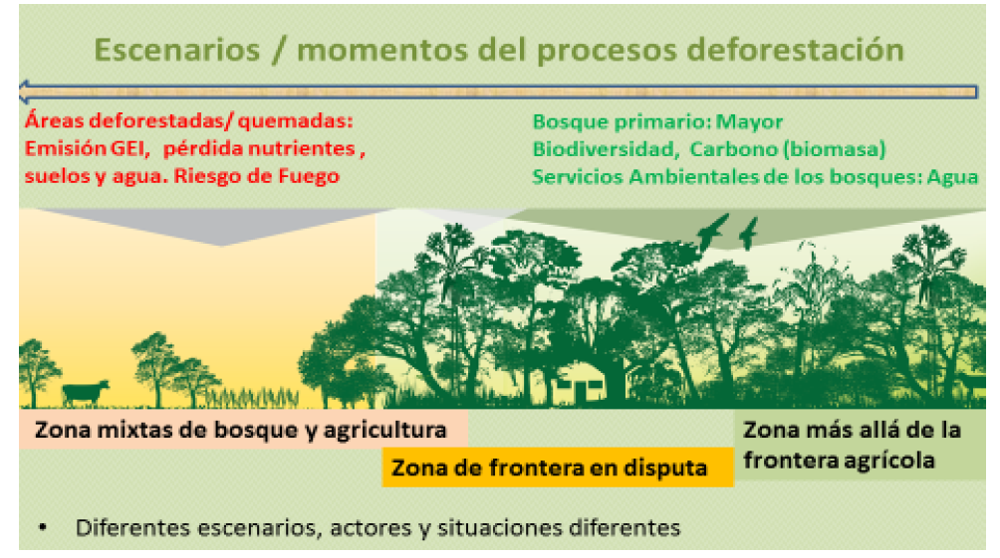 Escenarios / momentos del procesos deforestación
Áreas deforestadas/ quemadas:
Emisión GEI, pérdida nutrientes ,
suelos y agua. Riesgo de Fuego
Bosque primario: Mayor
Biodiversidad, Carbono (biomasa)
Servicios Ambientales de los bosques: Agua
Zona mixtas de bosque y agricultura
Zona de frontera en disputa
Zona más allá de la
frontera agrícola
• Diferentes escenarios, actores y situaciones diferentes